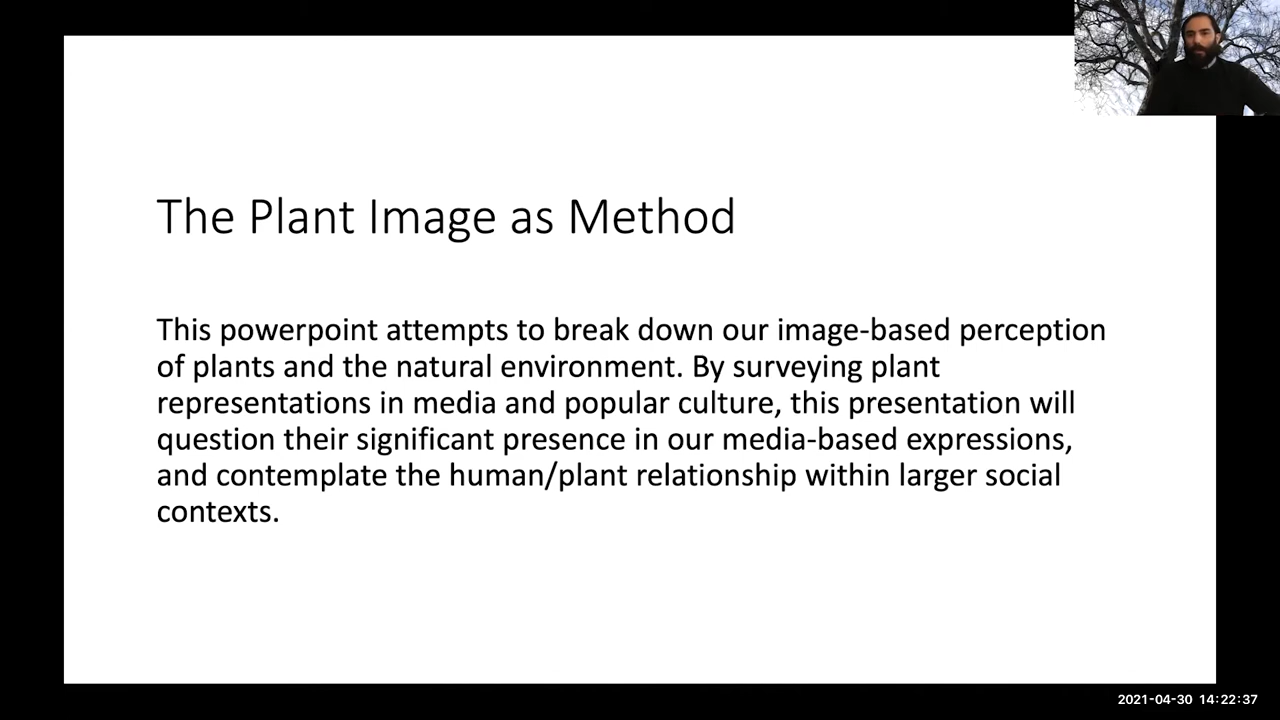 The Plant Image as Method
This powerpoint attempts to break down our image-based perception
of plants and the natural environment. By surveying plant
representations in media and popular culture, this presentation will
question their significant presence in our media-based expressions,
and contemplate the human/plant relationship within larger social
contexts.
2021-04-30 14:22:37